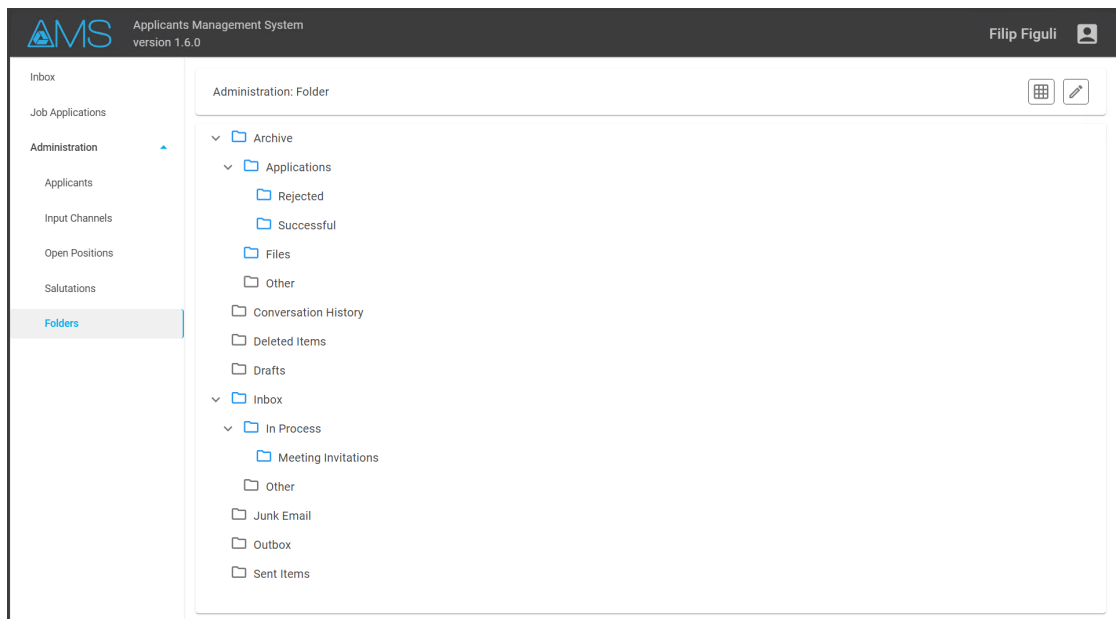 AMS
Applicants Management System
version 1.6.0
Filip Figuli
Inbox
Job Applications
Administration
Applicants
Input Channels
Open Positions
Salutations
Folders
Administration: Folder
Archive
Applications
Rejected
Successful
Files
Other
Conversation History
Deleted Items
Drafts
Inbox
In Process
Meeting Invitations
Other
Junk Email
Outbox
Sent Items